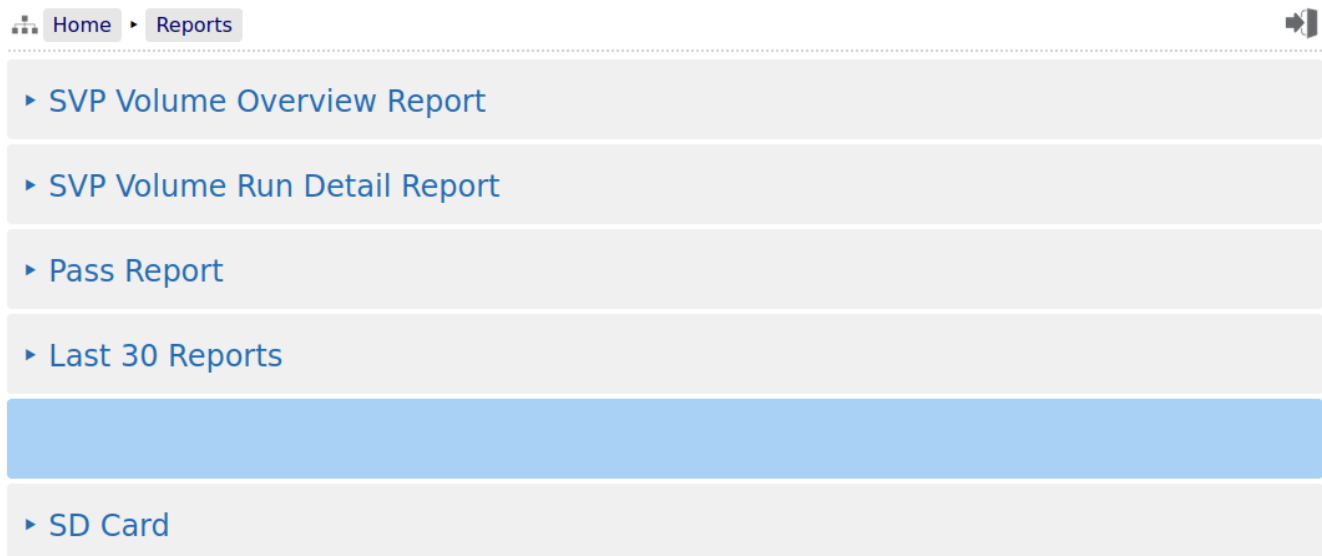 Home ‣ Reports
‣ SVP Volume Overview Report
‣ SVP Volume Run Detail Report
‣ Pass Report
‣ Last 30 Reports
‣ SD Card